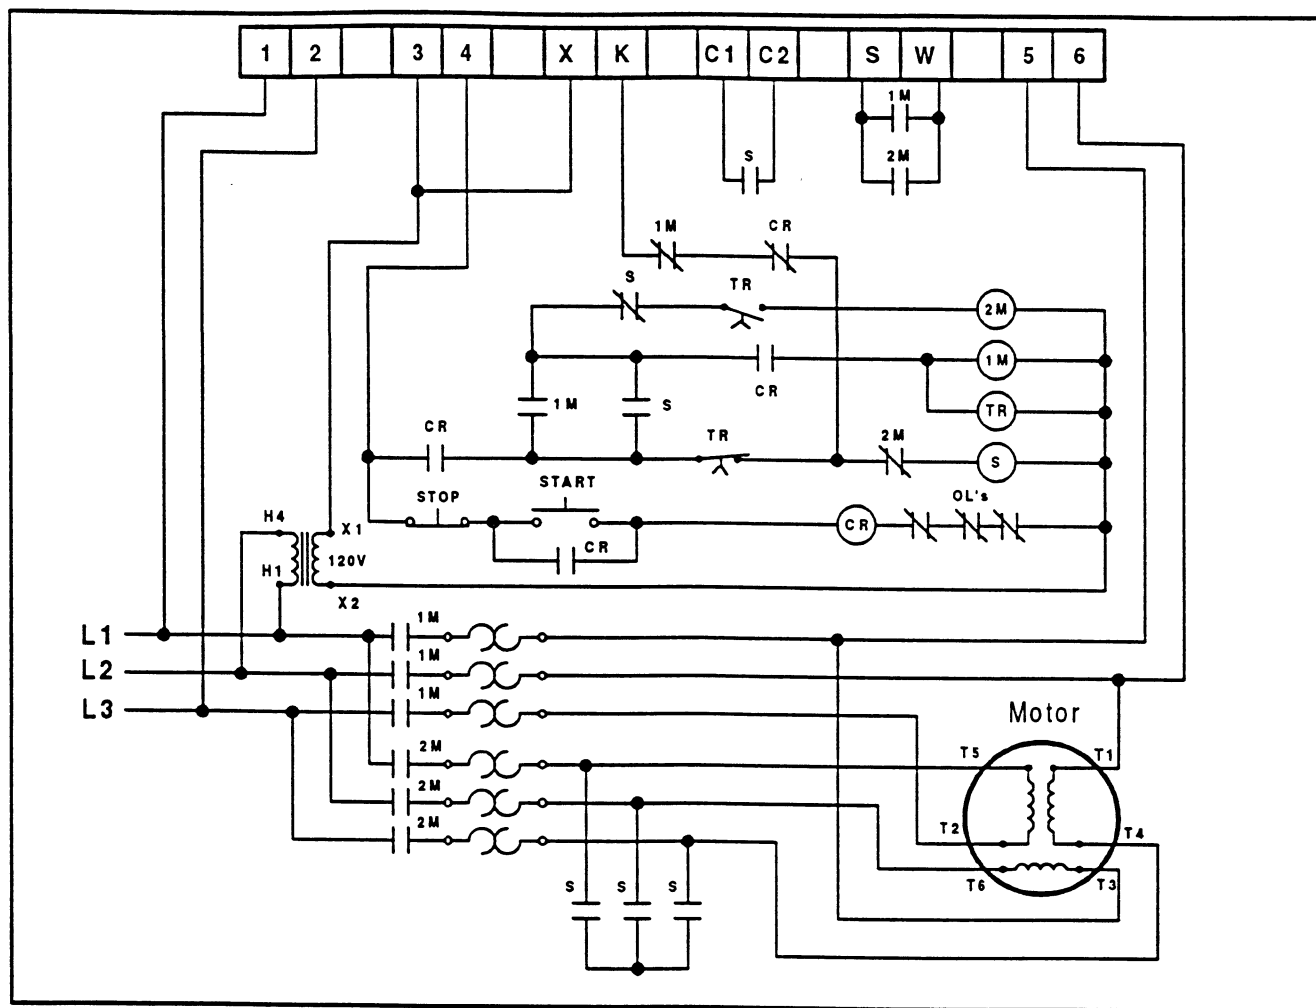 1 2 3 4 X K C1 C2 S W 5 6
1M
2M
S
1M CR
S TR
2M
1M
CR
TR
1M S
CR TR 2M
S
STOP START OL's
CR
CR
H4 X1
120V
H1
X2
L1 1M
L2 1M
L3 1M
Motor
2M T5 T1
2M
2M T2 T4
T6 T3
S S S